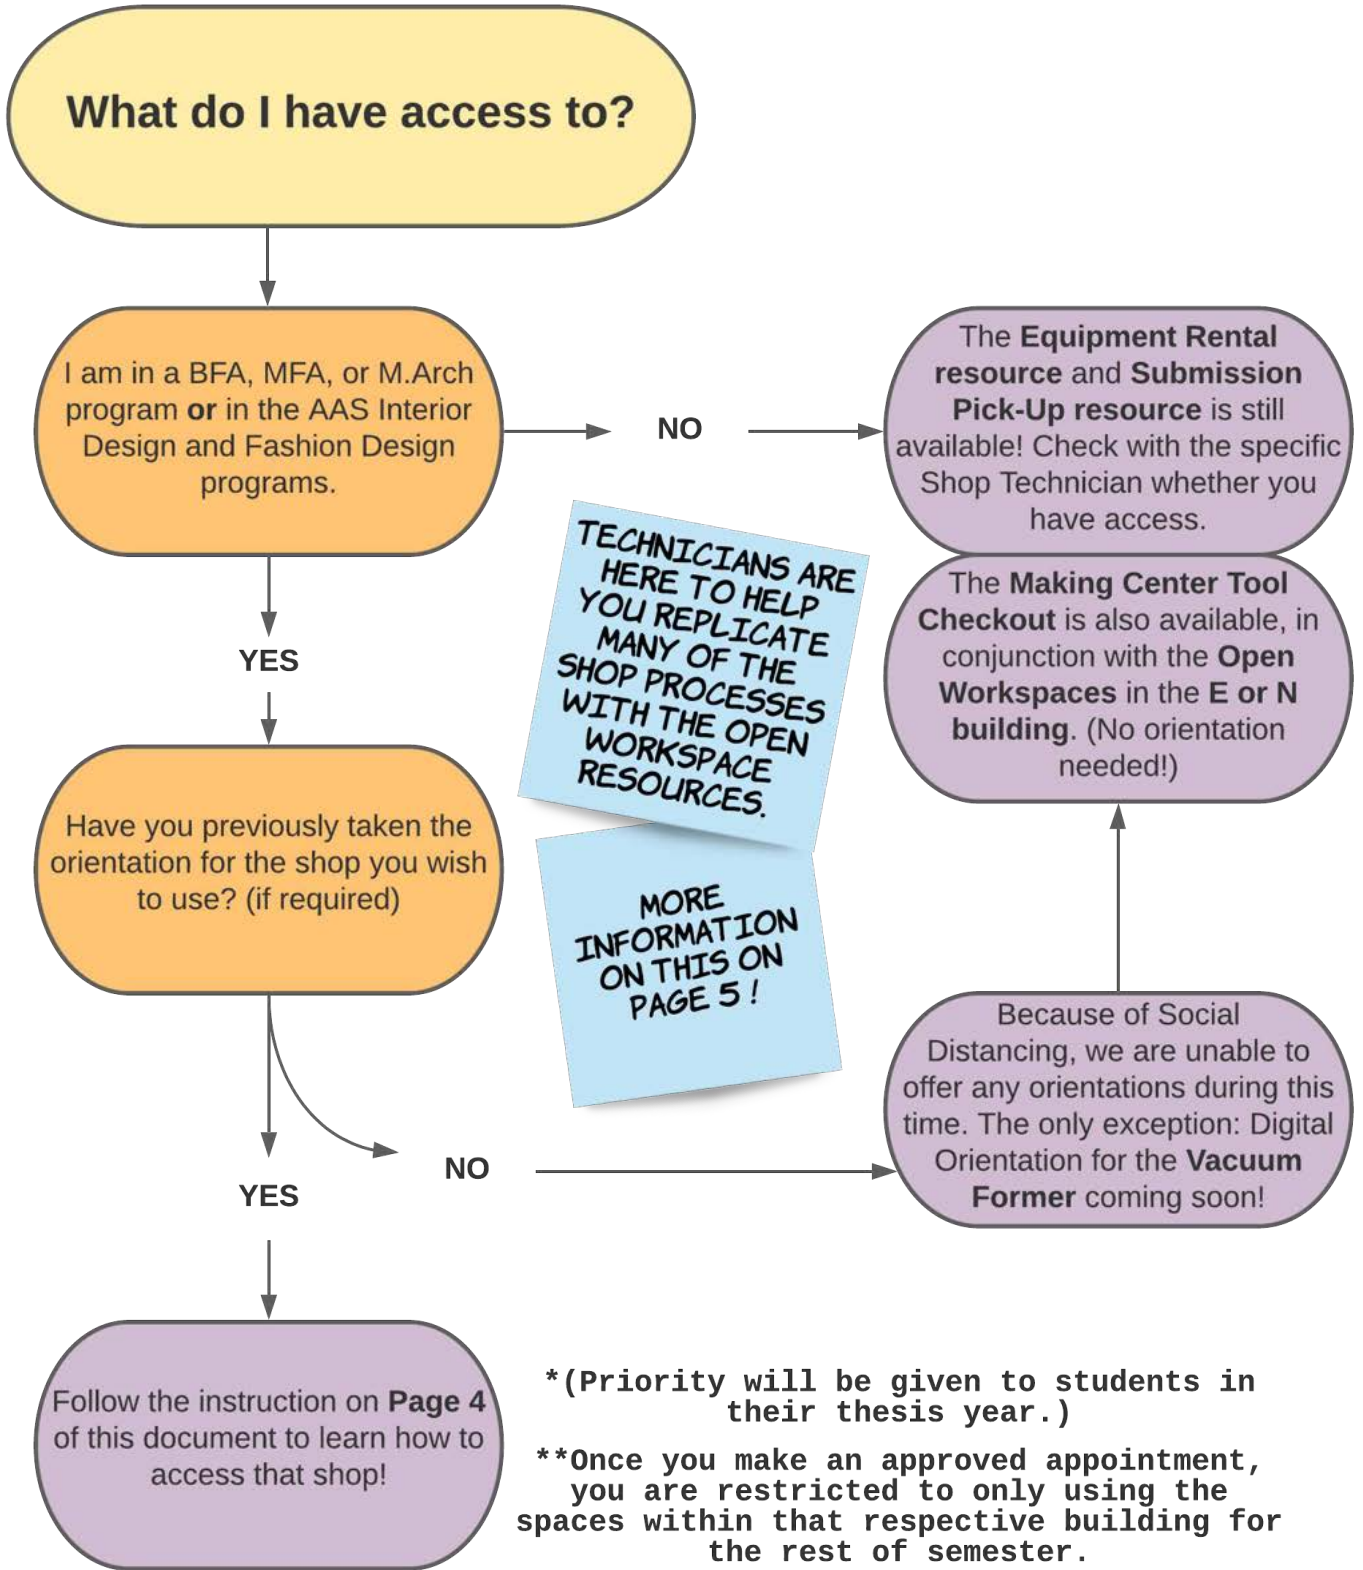 What do I have access to?
I am in a BFA, MFA, or M.Arch
program or in the AAS Interior
Design and Fashion Design
programs.
NO
The Equipment Rental
resource and Submission
Pick-Up resource is still
available! Check with the specific
Shop Technician whether you
have access.
TECHNICIANS ARE
HERE TO HELP
YOU REPLICATE
MANY OF THE
SHOP PROCESSES
WITH THE OPEN
WORKSPACE
RESOURCES.
The Making Center Tool
Checkout is also available, in
conjunction with the Open
Workspaces in the E or N
building. (No orientation
needed!)
YES
Have you previously taken the
orientation for the shop you wish
to use? (if required)
MORE
INFORMATION
ON THIS ON
PAGE 5 !
Because of Social
Distancing, we are unable to
offer any orientations during this
time. The only exception: Digital
Orientation for the Vacuum
Former coming soon!
NO
YES
Follow the instruction on Page 4
of this document to learn how to
access that shop!
*(Priority will be given to students in
their thesis year.)
**Once you make an approved appointment,
you are restricted to only using the
spaces within that respective building for
the rest of semester.